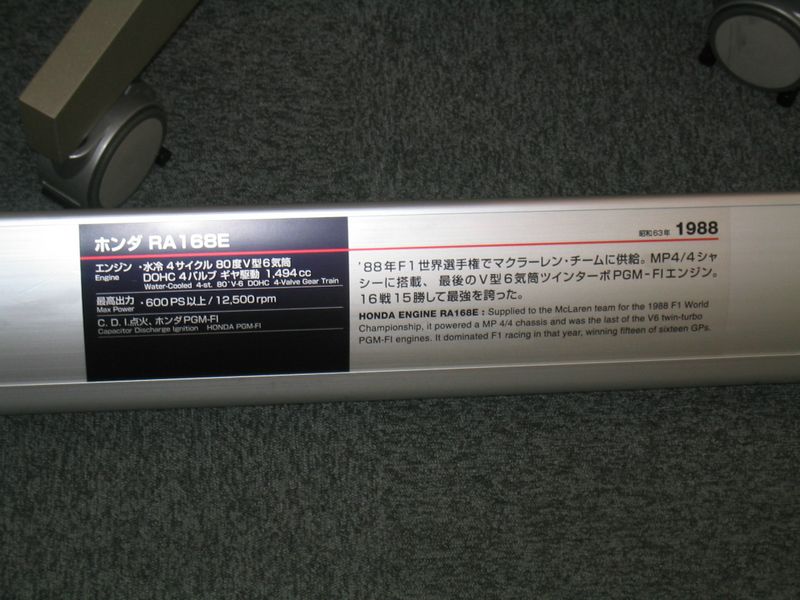 ホンダ RA168E
エンジン・水冷 4サイクル 80度V型6気筒
Engine DOHC 4バルブ ギヤ駆動 1,494cc
Water-Cooled 4-st. 80°V-6 DOHC 4-Valve Gear Train
最高出力・600PS以上/12,500rpm
Max Power
C.D.I.点火、ホンダPGM-FI
Capacitor Discharge Ignition HONDA PGM-FI
昭和63年 1988
'88年F1世界選手権でマクラーレン・チームに供給。MP4/4シャ
シーに搭載、最後のV型6気筒ツインターボPGM-FIエンジン。
16戦15勝して最強を誇った。
HONDA ENGINE RA168E : Supplied to the McLaren team for the 1988 F1 World
Championship, it powered a MP 4/4 chassis and was the last of the V6 twin-turbo
PGM-FI engines. It dominated F1 racing in that year, winning fifteen of sixteen GPs.